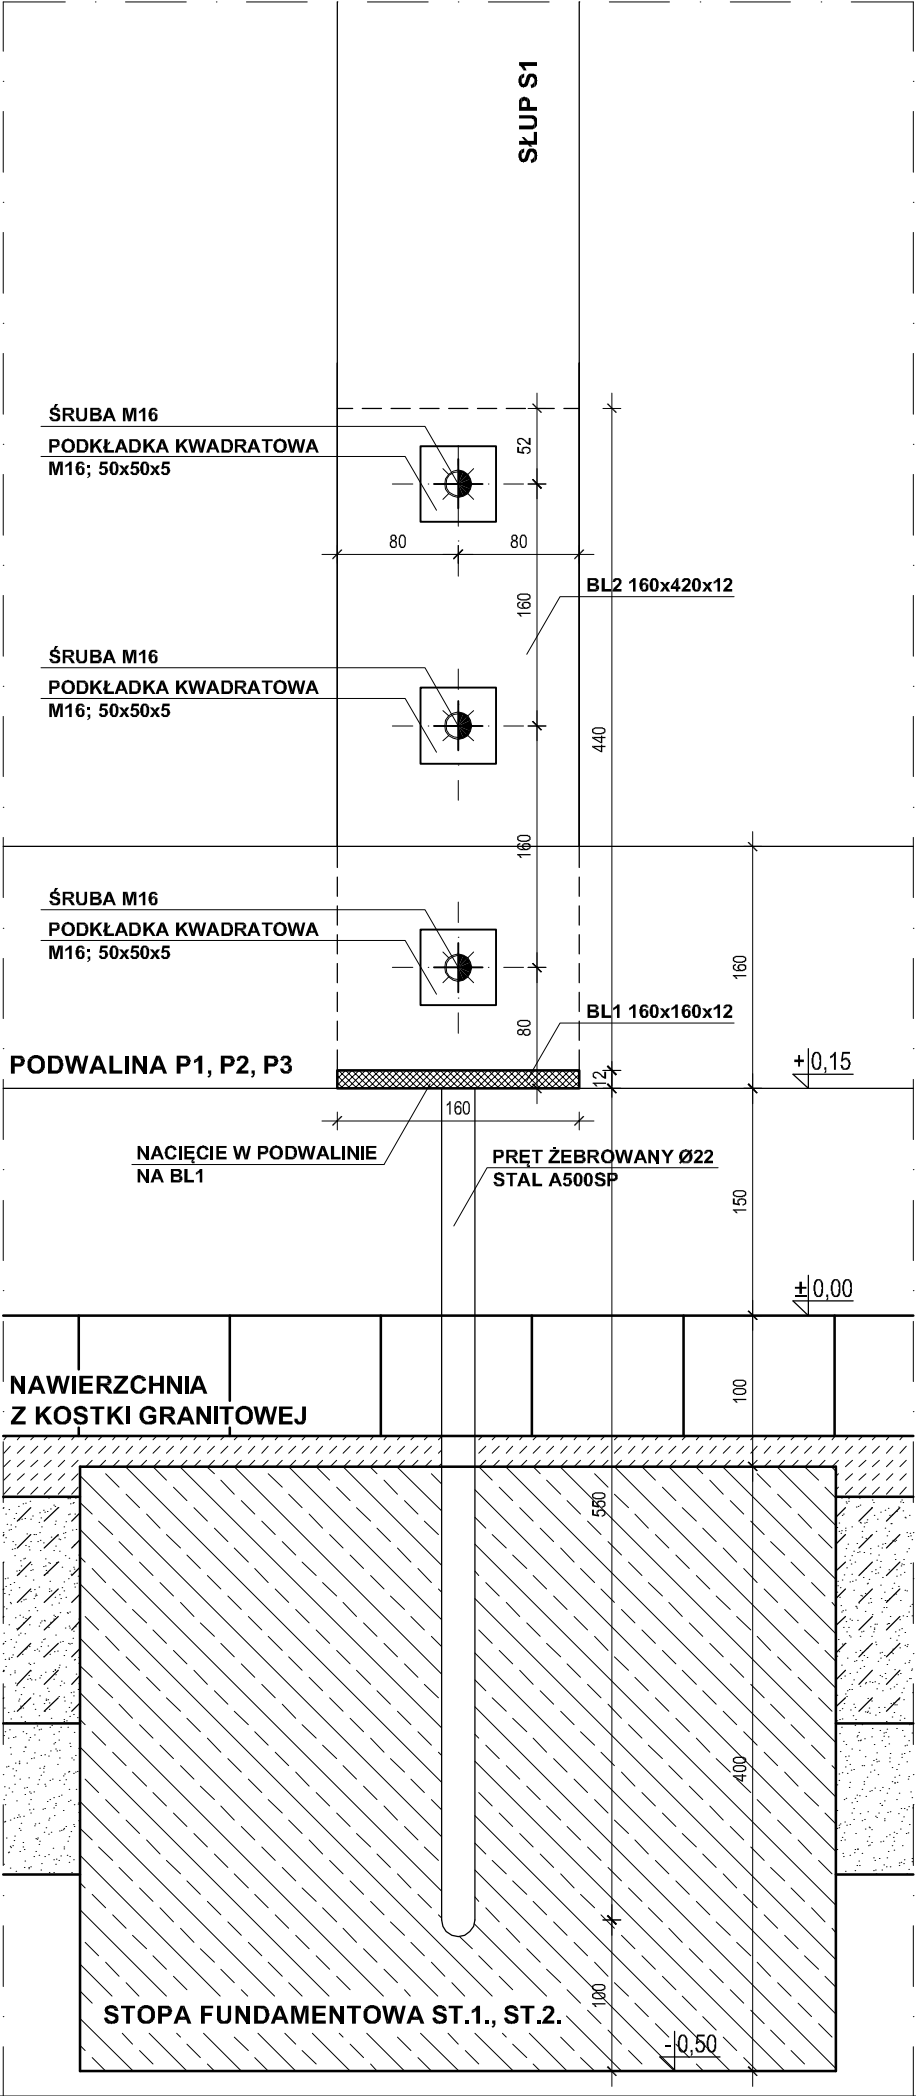 SŁUP S1
ŚRUBA M16
PODKŁADKA KWADRATOWA
M16; 50x50x5
52
80
80
BL2 160x420x12
160
ŚRUBA M16
PODKŁADKA KWADRATOWA
M16; 50x50x5
440
160
ŚRUBA M16
PODKŁADKA KWADRATOWA
M16; 50x50x5
160
80
BL1 160x160x12
PODWALINA P1, P2, P3
12
+0,15
160
NACIĘCIE W PODWALINIE
NA BL1
PRĘT ŻEBROWANY Ø22
STAL A500SP
150
±0,00
NAWIERZCHNIA
Z KOSTKI GRANITOWEJ
100
550
400
100
STOPA FUNDAMENTOWA ST.1., ST.2.
-0,50